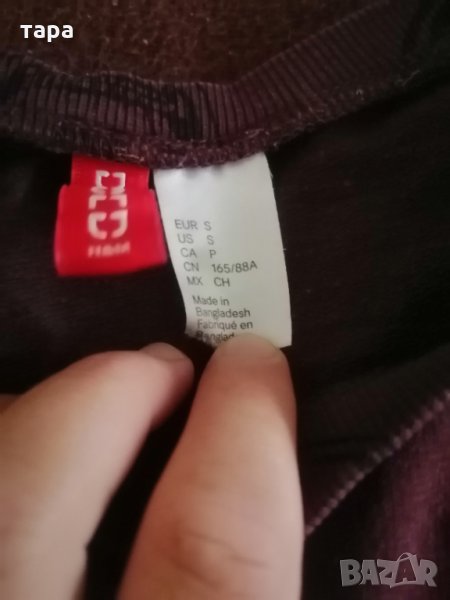 тара
EUR S
US S
CA P
CN 165/88A
MX CH
Made in
Bangladesh
Fabriqué en
H&M
BAZAR